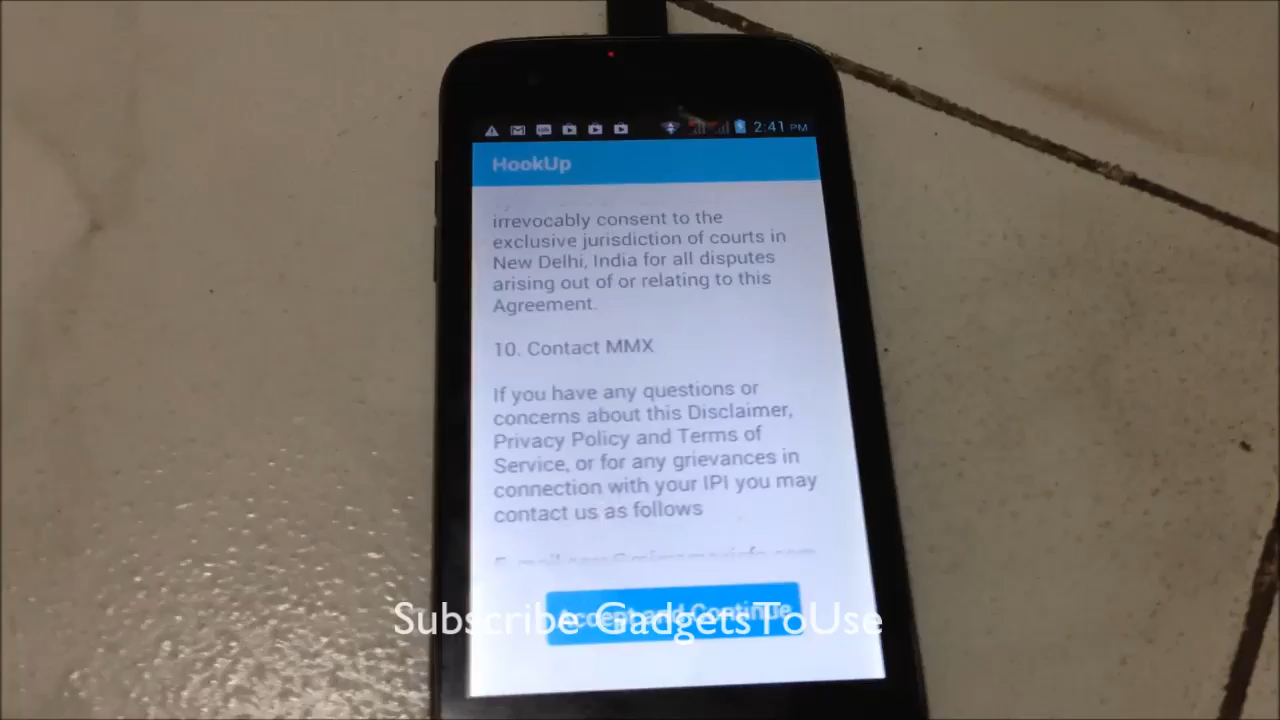 2:41 PM
HookUp
irrevocably consent to the
exclusive jurisdiction of courts in
New Delhi, India for all disputes
arising out of or relating to this
Agreement.
10. Contact MMX
If you have any questions or
concerns about this Disclaimer,
Privacy Policy and Terms of
Service, or for any grievances in
connection with your IPI you may
contact us as follows
Accept and Continue
Subscribe GadgetsToUse